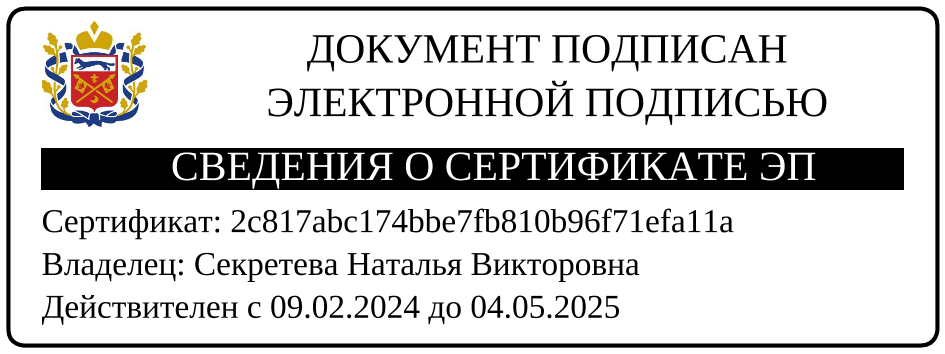 ДОКУМЕНТ ПОДПИСАН
ЭЛЕКТРОННОЙ ПОДПИСЬЮ
СВЕДЕНИЯ О СЕРТИФИКАТЕ ЭП
Сертификат: 2c817abc174bbe7fb810b96f71efa11a
Владелец: Секретева Наталья Викторовна
Действителен с 09.02.2024 до 04.05.2025